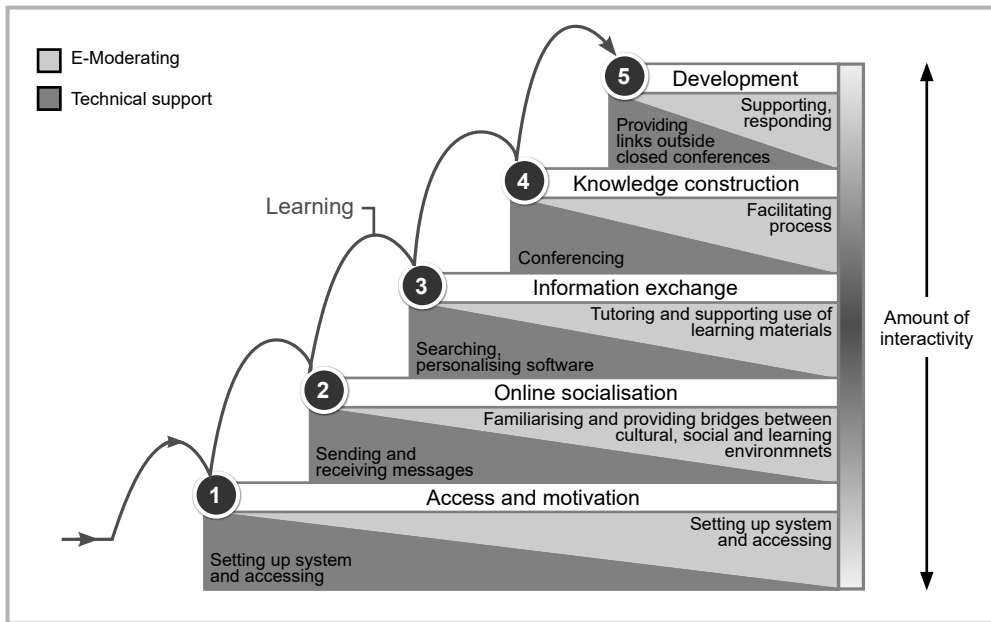 E-Moderating
Technical support
5
Development
Supporting,
responding
Providing
links outside
closed conferences
4
Knowledge construction
Facilitating
process
Conferencing
Learning
3
Information exchange
Tutoring and supporting use of
learning materials
Searching,
personalising software
Amount of
interactivity
2
Online socialisation
Familiarising and providing bridges between
cultural, social and learning
environmnets
Sending and
receiving messages
1
Access and motivation
Setting up system
and accessing
Setting up system
and accessing